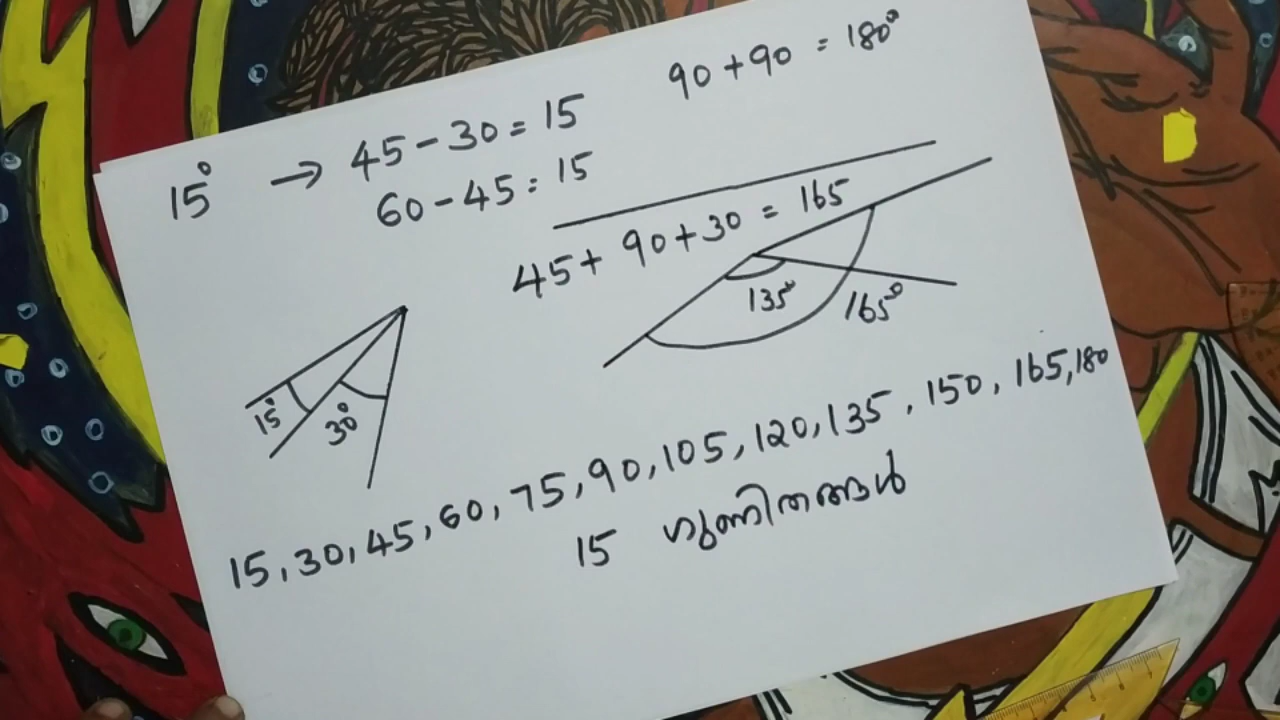 90+90 = 180°
15° → 45-30=15
60-45=15
45+ 90+30 = 165
135°
165°
15°
30°
15,30,45,60,75,90,105,120,135,150,165,180
15 ഗുണിതങ്ങൾ